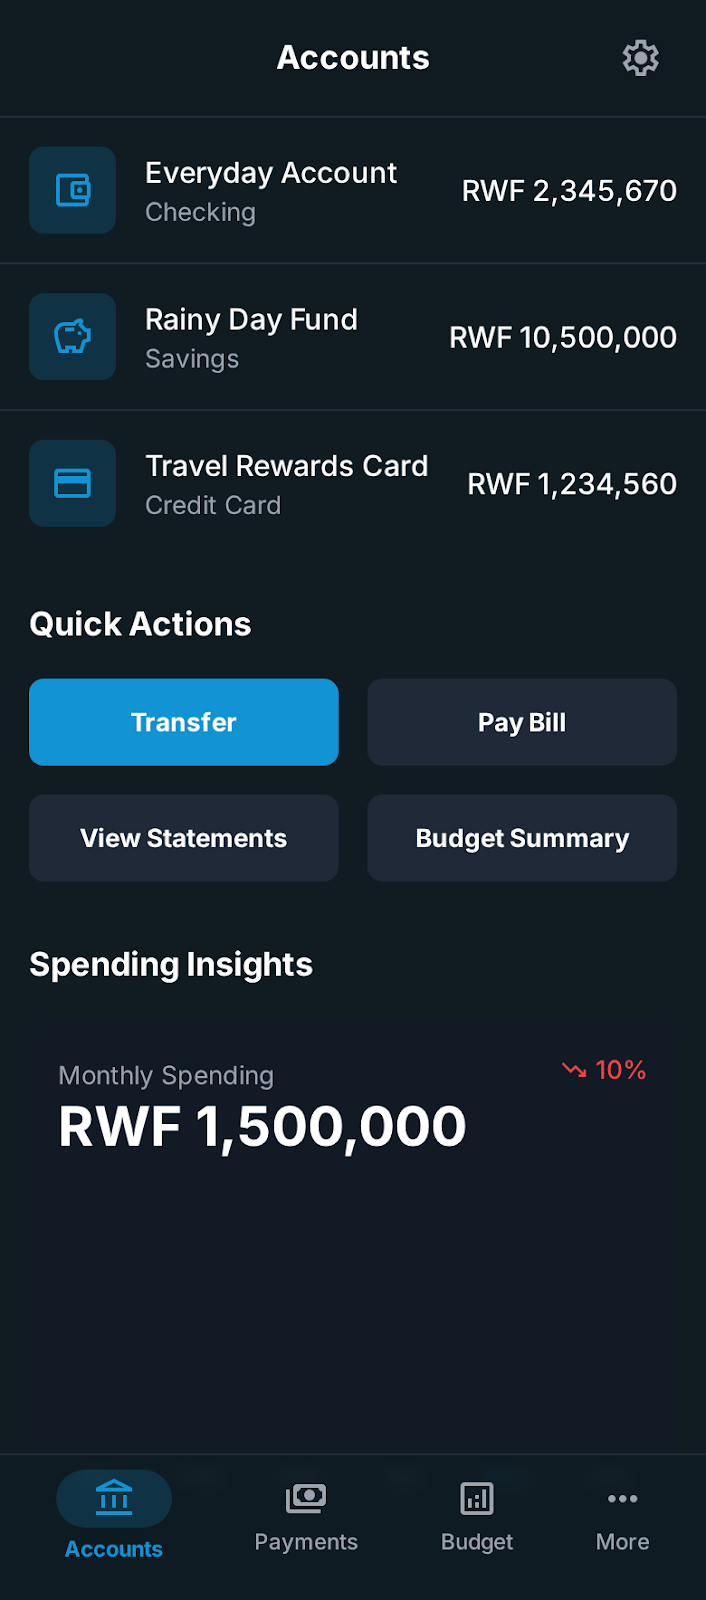 Accounts
Everyday Account
Checking
RWF 2,345,670
Rainy Day Fund
Savings
RWF 10,500,000
Travel Rewards Card
Credit Card
RWF 1,234,560
Quick Actions
Transfer
Pay Bill
View Statements
Budget Summary
Spending Insights
Monthly Spending
10%
RWF 1,500,000
Accounts
Payments
Budget
More